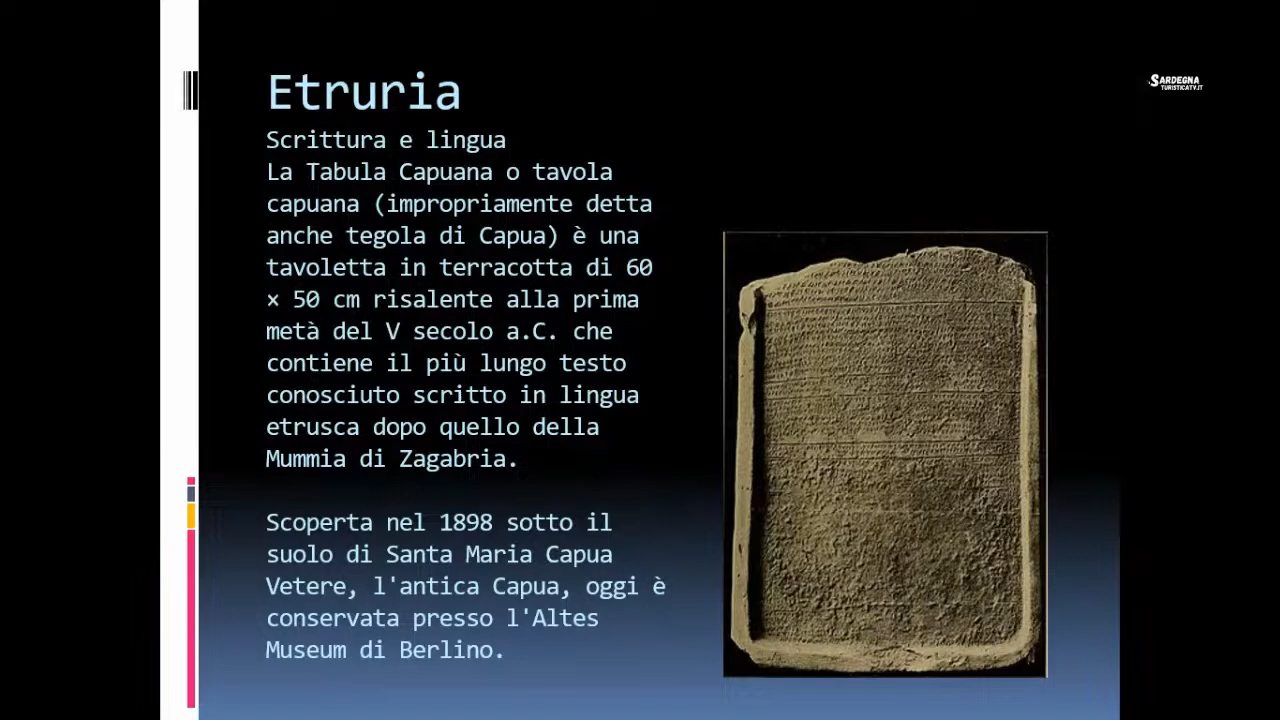 Etruria
Scrittura e lingua
La Tabula Capuana o tavola
capuana (impropriamente detta
anche tegola di Capua) è una
tavoletta in terracotta di 60
× 50 cm risalente alla prima
metà del V secolo a.C. che
contiene il più lungo testo
conosciuto scritto in lingua
etrusca dopo quello della
Mummia di Zagabria.
Scoperta nel 1898 sotto il
suolo di Santa Maria Capua
Vetere, l'antica Capua, oggi è
conservata presso l'Altes
Museum di Berlino.
SARDEGNA
TURISTICATV.IT